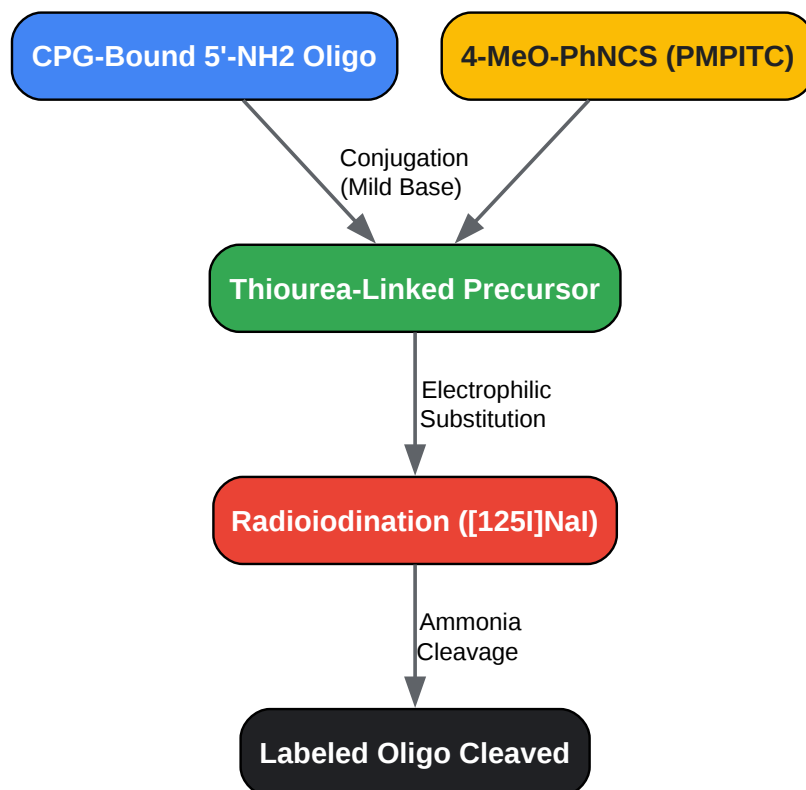 CPG-Bound 5'-NH2 Oligo
4-MeO-PhNCS (PMPITC)
Conjugation
(Mild Base)
Thiourea-Linked Precursor
Electrophilic
Substitution
Radioiodination ([125I]NaI)
Ammonia
Cleavage
Labeled Oligo Cleaved